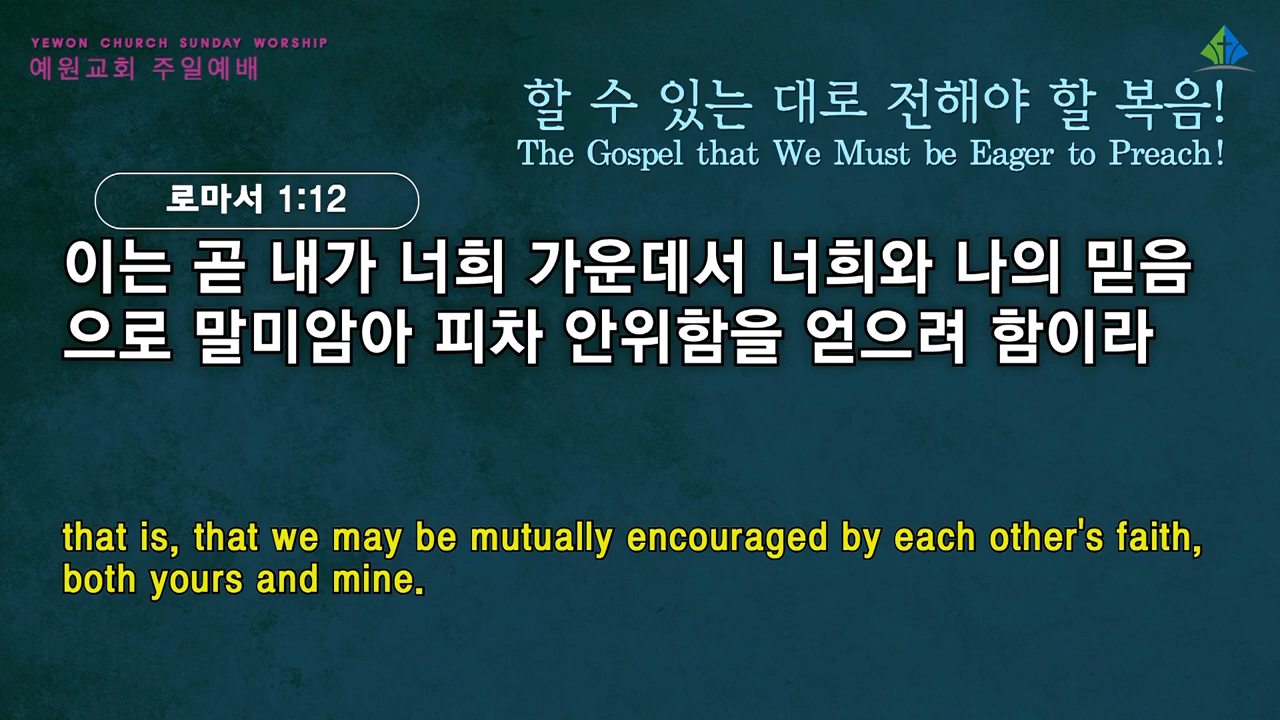 YEWON CHURCH SUNDAY WORSHIP
예원교회 주일예배
할 수 있는 대로 전해야 할 복음!
The Gospel that We Must be Eager to Preach!
로마서 1:12
이는 곧 내가 너희 가운데서 너희와 나의 믿음
으로 말미암아 피차 안위함을 얻으려 함이라
that is, that we may be mutually encouraged by each other's faith,
both yours and mine.